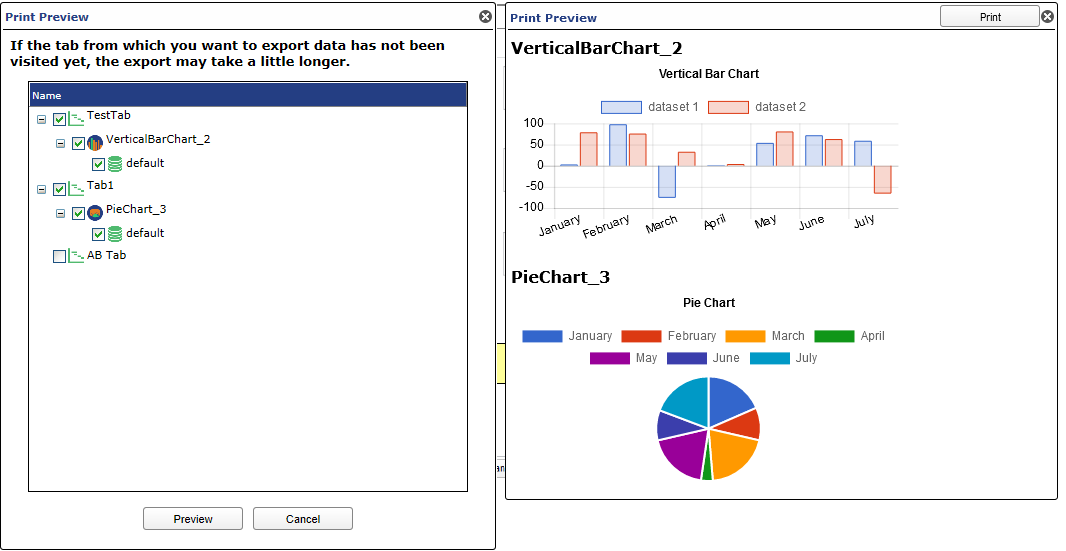 Print Preview
If the tab from which you want to export data has not been
visited yet, the export may take a little longer.
Name
TestTab
VerticalBarChart_2
default
Tab1
PieChart_3
default
AB Tab
Preview Cancel
an
Print Preview Print
VerticalBarChart_2
Vertical Bar Chart
dataset 1 dataset 2
100
50
0
-50
-100
January February March April May June July
PieChart_3
Pie Chart
January February March April
May June July